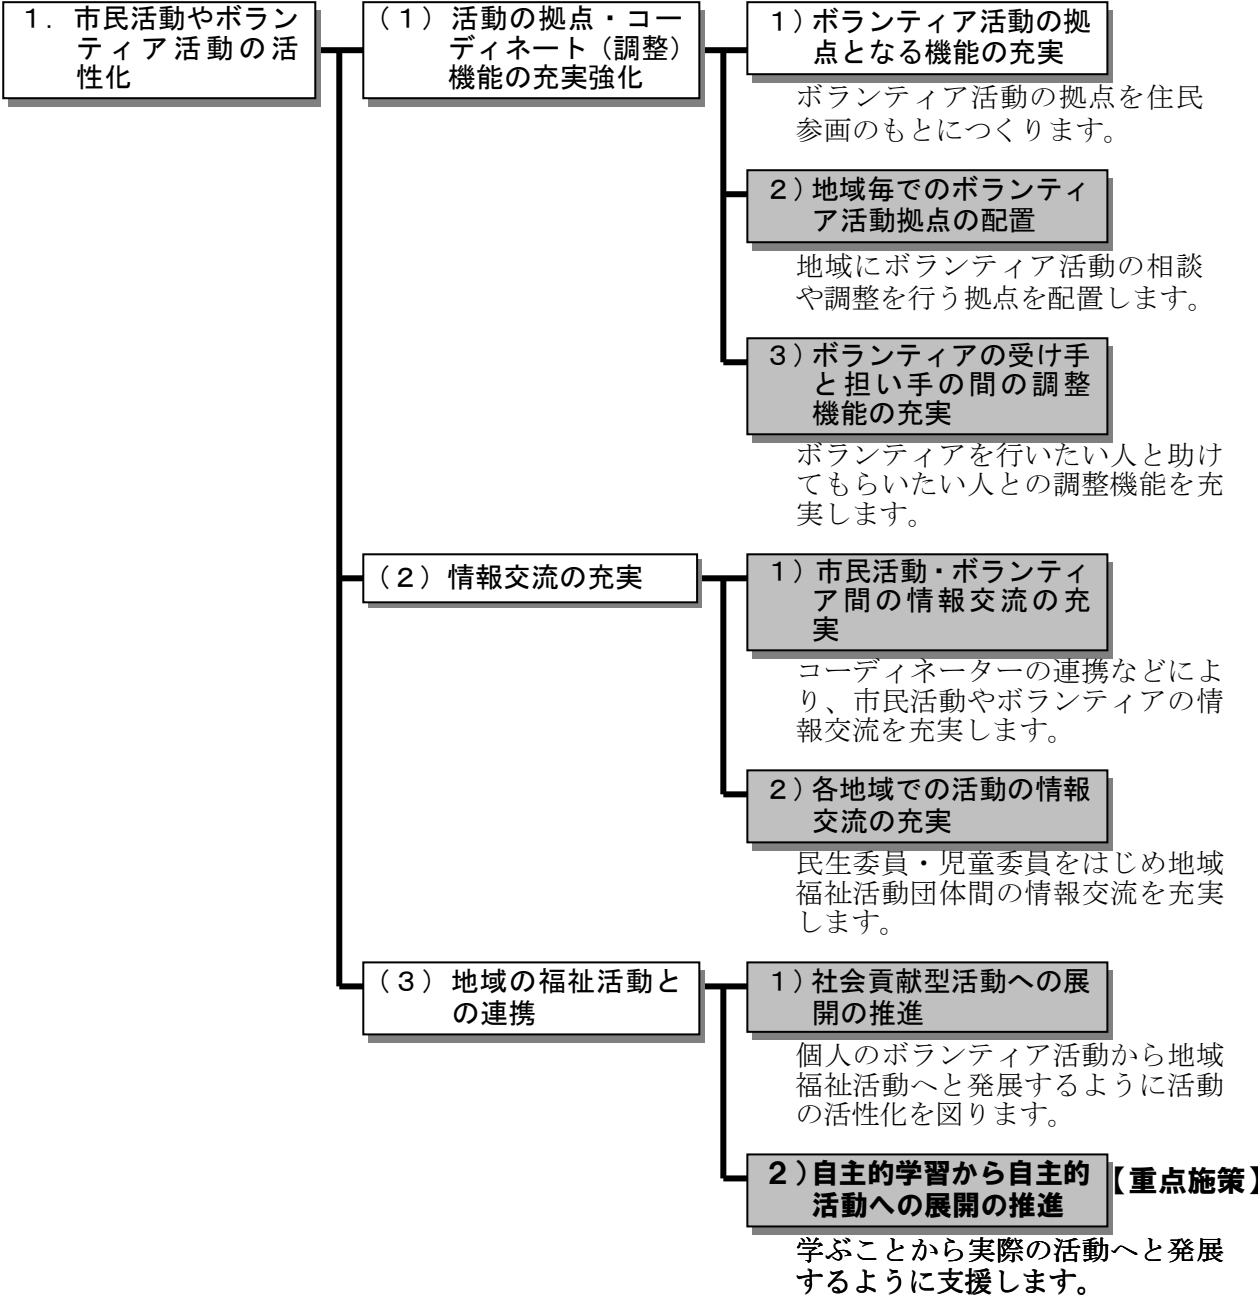 １．市民活動やボラン
ティア活動の活
性化
（１）活動の拠点・コー
ディネート（調整）
機能の充実強化
１）ボランティア活動の拠
点となる機能の充実
ボランティア活動の拠点を住民
参画のもとにつくります。
２）地域毎でのボランティ
ア活動拠点の配置
地域にボランティア活動の相談
や調整を行う拠点を配置します。
３）ボランティアの受け手
と担い手の間の調整
機能の充実
ボランティアを行いたい人と助け
てもらいたい人との調整機能を充
実します。
（２）情報交流の充実
１）市民活動・ボランティ
ア間の情報交流の充
実
コーディネーターの連携などによ
り、市民活動やボランティアの情
報交流を充実します。
２）各地域での活動の情報
交流の充実
民生委員・児童委員をはじめ地域
福祉活動団体間の情報交流を充実
します。
（３）地域の福祉活動と
の連携
１）社会貢献型活動への展
開の推進
個人のボランティア活動から地域
福祉活動へと発展するように活動
の活性化を図ります。
２）自主的学習から自主的
活動への展開の推進
【重点施策】
学ぶことから実際の活動へと発展
するように支援します。